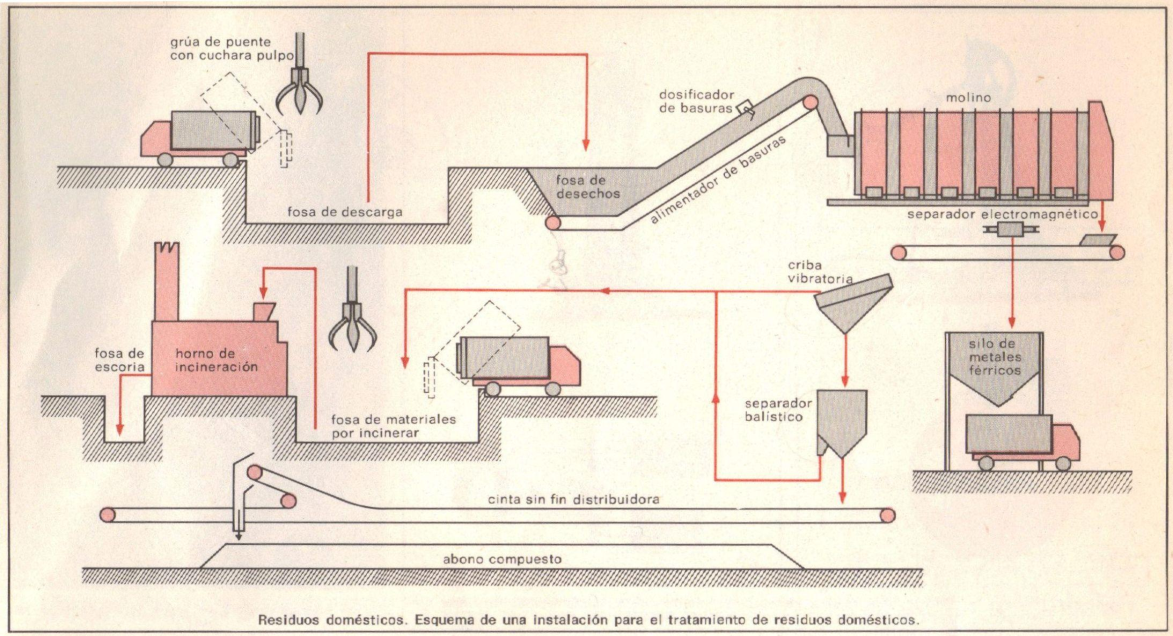 grúa de puente
con cuchara pulpo
dosificador
de basuras
molino
fosa de
desechos
alimentador de basuras
fosa de descarga
separador electromagnético
criba
vibratoria
fosa de
escoria
horno de
incineración
silo de
metales
férricos
separador
balístico
fosa de materiales
por incinerar
cinta sin fin distribuidora
abono compuesto
Residuos domésticos. Esquema de una instalación para el tratamiento de residuos domésticos.